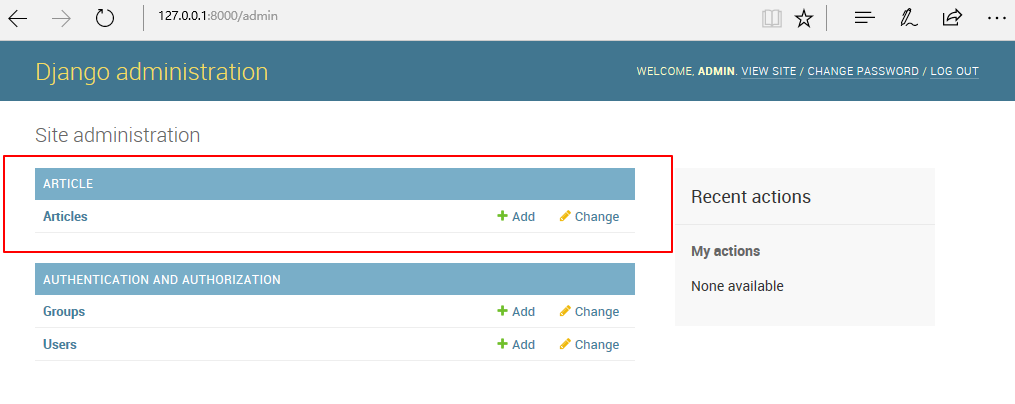 127.0.0.1:8000/admin
Django administration
WELCOME, ADMIN. VIEW SITE / CHANGE PASSWORD / LOG OUT
Site administration
ARTICLE
Articles Add Change
AUTHENTICATION AND AUTHORIZATION
Groups Add Change
Users Add Change
Recent actions
My actions
None available